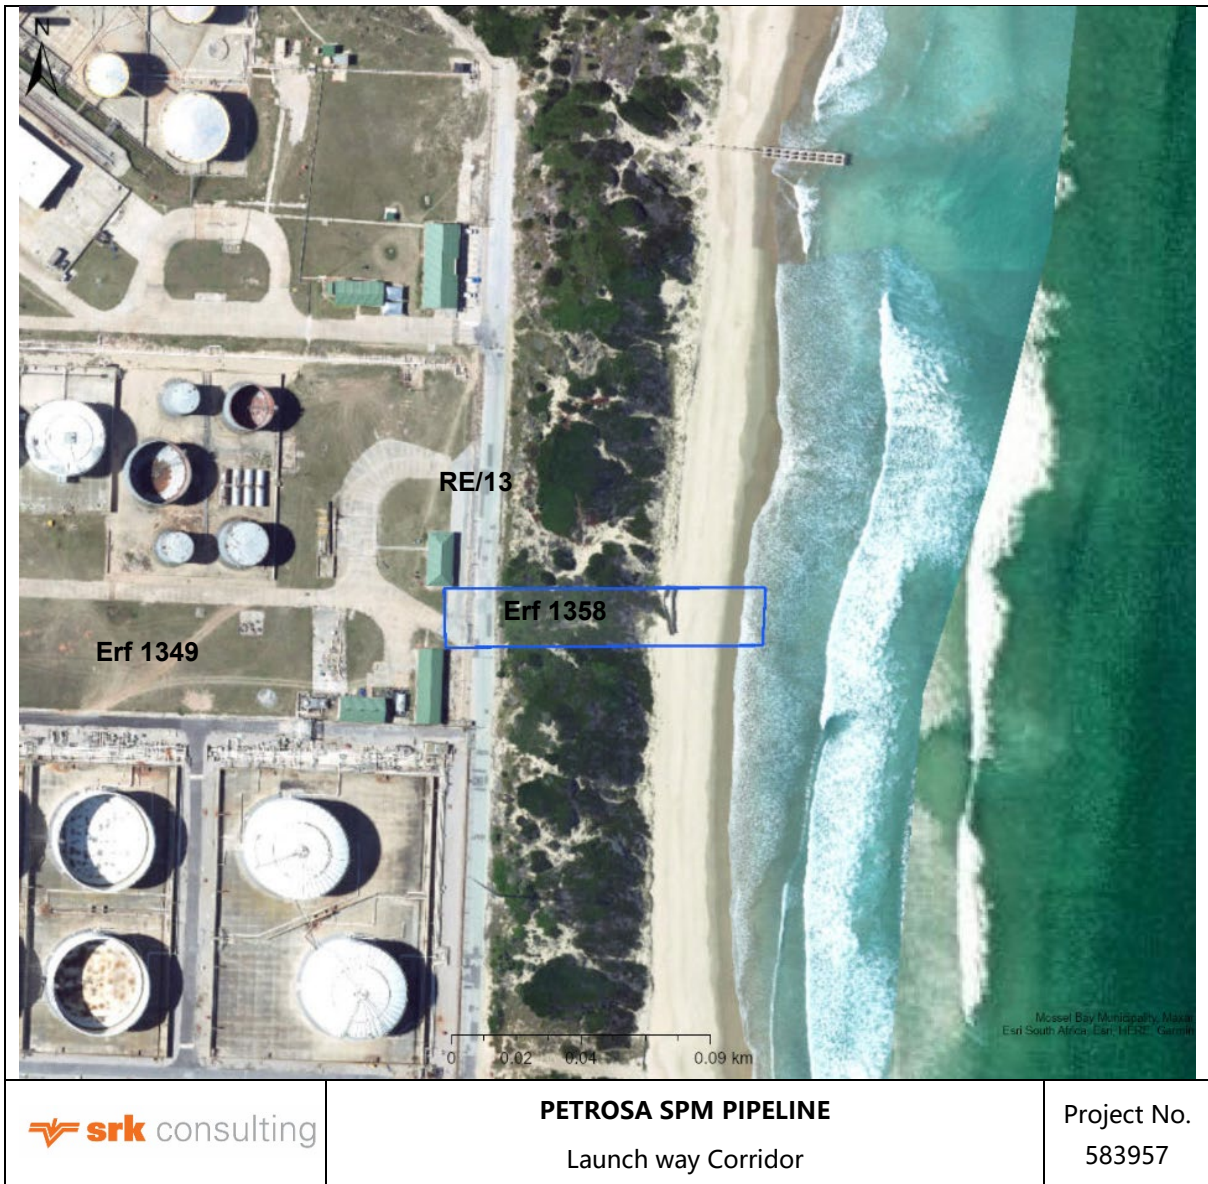 N
RE/13
Erf 1358
Erf 1349
Mossel Bay Municipality, Maxar
Esri South Africa, Esri, HERE, Garmin
0 0.02 0.04 0.09 km
srk consulting
PETROSA SPM PIPELINE
Launch way Corridor
Project No.
583957